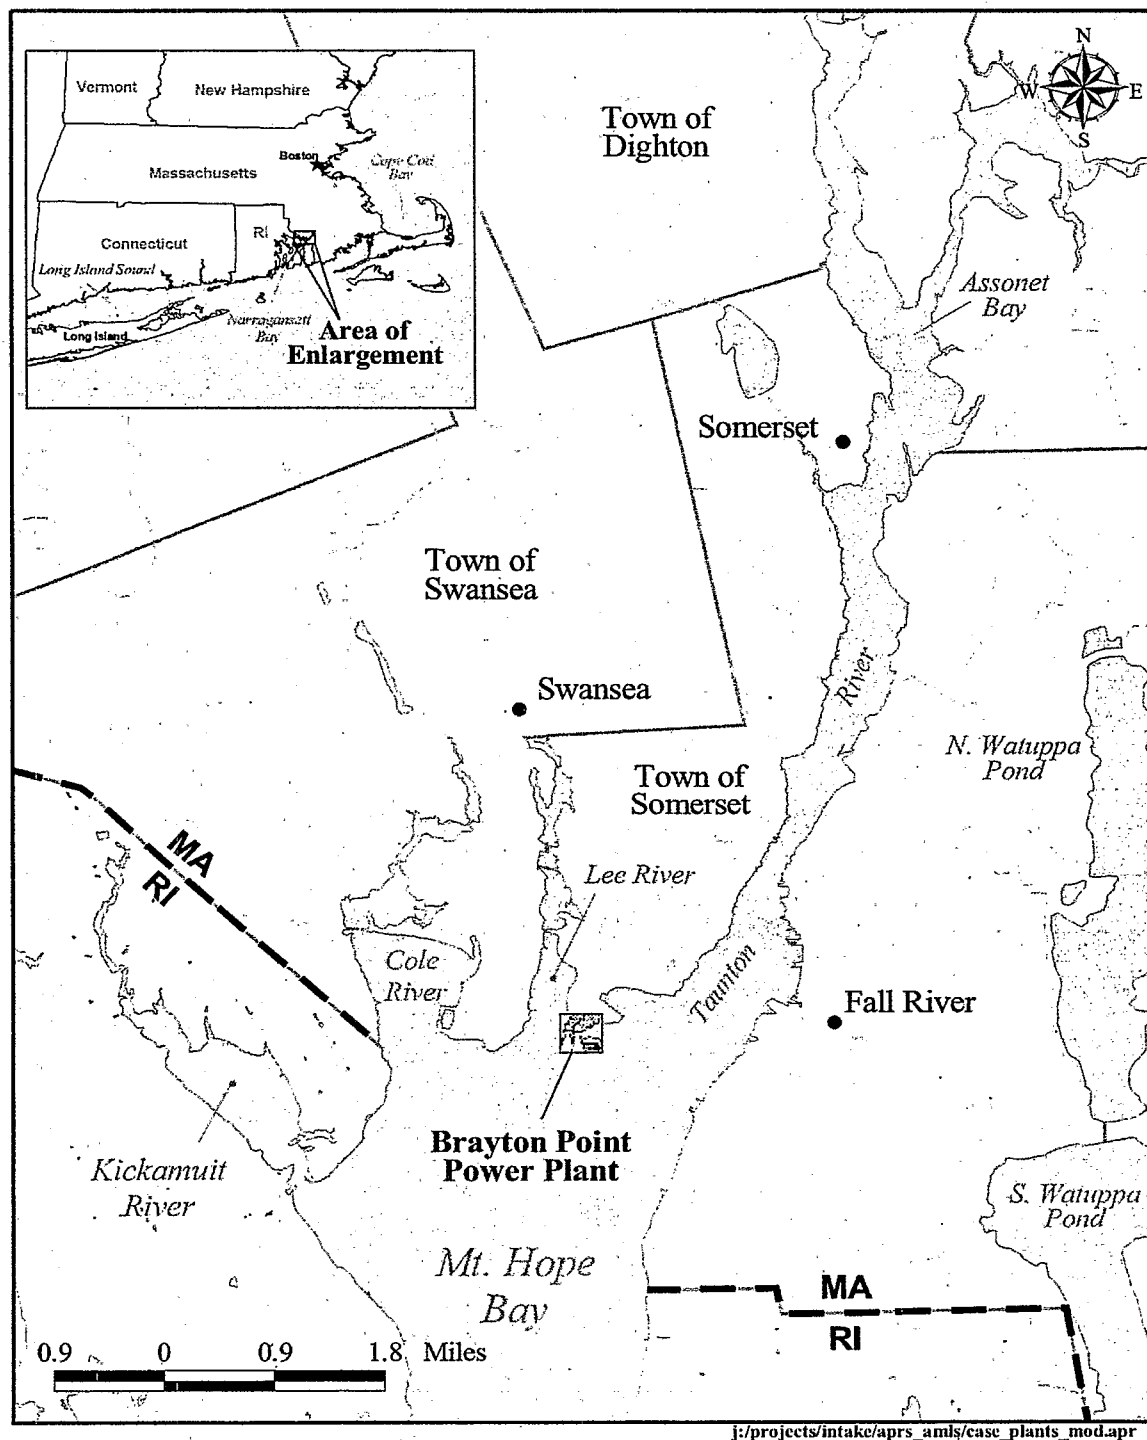 N
W
E
S
Vermont
New Hampshire
Boston
Massachusetts
Cape Cod
Bay
RI
Connecticut
Long Island Sound
Narragansett
Bay
Long Island
Area of
Enlargement
Town of
Dighton
Assonet
Bay
Somerset
Town of
Swansea
River
Swansea
N. Watuppa
Pond
Town of
Somerset
MA
RI
Lee River
Cole
River
Taunton
Fall River
Brayton Point
Power Plant
Kickamuit
River
S. Watuppa
Pond
Mt. Hope
Bay
MA
RI
0.9 0 0.9 1.8 Miles
j:/projects/intake/aprs_amls/case_plants_mod.apr